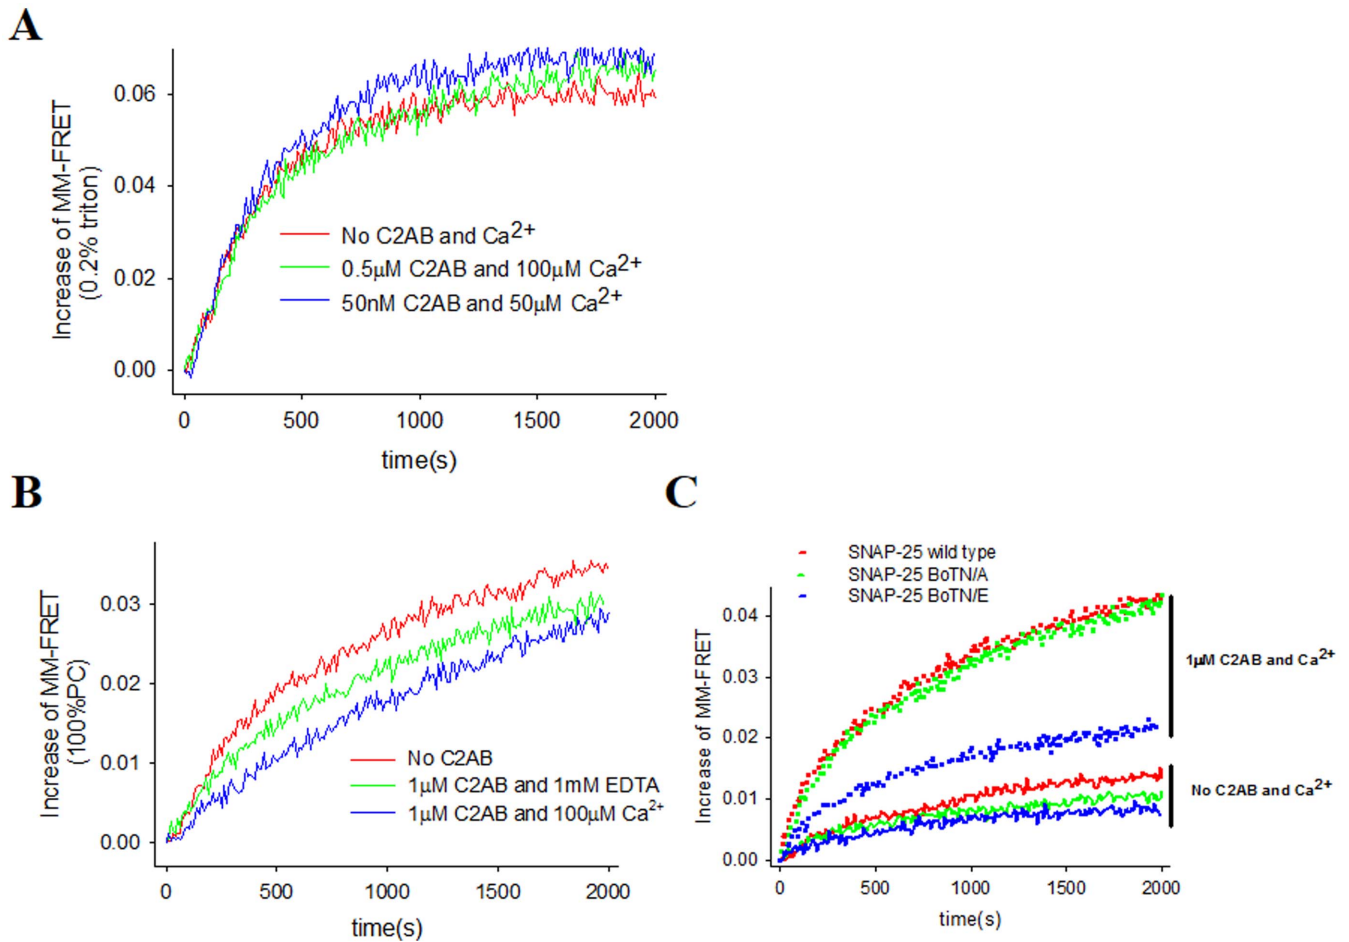 A
Increase of MM-FRET
(0.2% triton)
0.06
0.04
0.02
0.00
No C2AB and Ca2+
0.5μM C2AB and 100μM Ca2+
50nM C2AB and 50μM Ca2+
0 500 1000 1500 2000
time(s)
B
Increase of MM-FRET
(100%PC)
0.03
0.02
0.01
0.00
No C2AB
1μM C2AB and 1mM EDTA
1μM C2AB and 100μM Ca2+
0 500 1000 1500 2000
time(s)
C
SNAP-25 wild type
SNAP-25 BoTN/A
SNAP-25 BoTN/E
Increase of MM-FRET
0.04
0.03
0.02
0.01
0.00
1μM C2AB and Ca2+
No C2AB and Ca2+
0 500 1000 1500 2000
time(s)